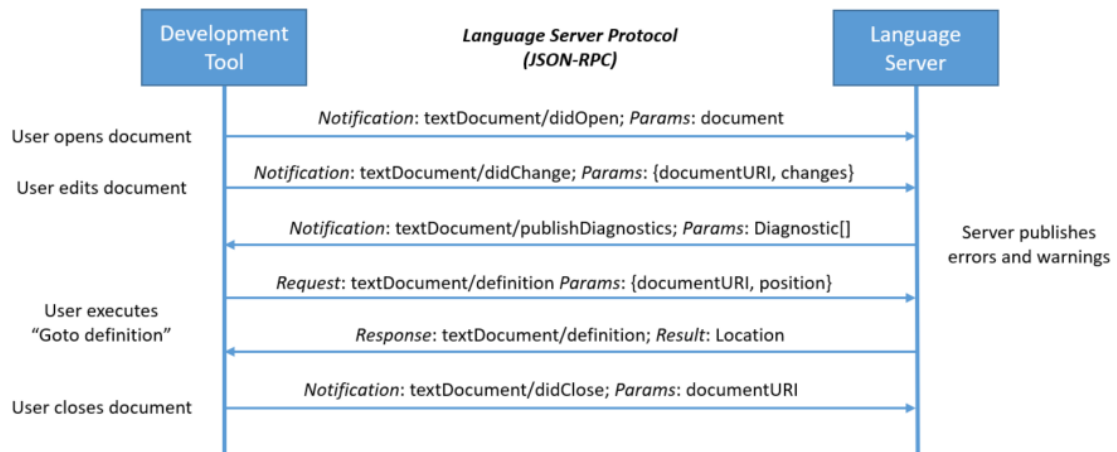 Development
Tool
Language Server Protocol
(JSON-RPC)
Language
Server
User opens document
Notification: textDocument/didOpen; Params: document
User edits document
Notification: textDocument/didChange; Params: {documentURI, changes}
Notification: textDocument/publishDiagnostics; Params: Diagnostic[]
Server publishes
errors and warnings
Request: textDocument/definition Params: {documentURI, position}
User executes
“Goto definition”
Response: textDocument/definition; Result: Location
User closes document
Notification: textDocument/didClose; Params: documentURI